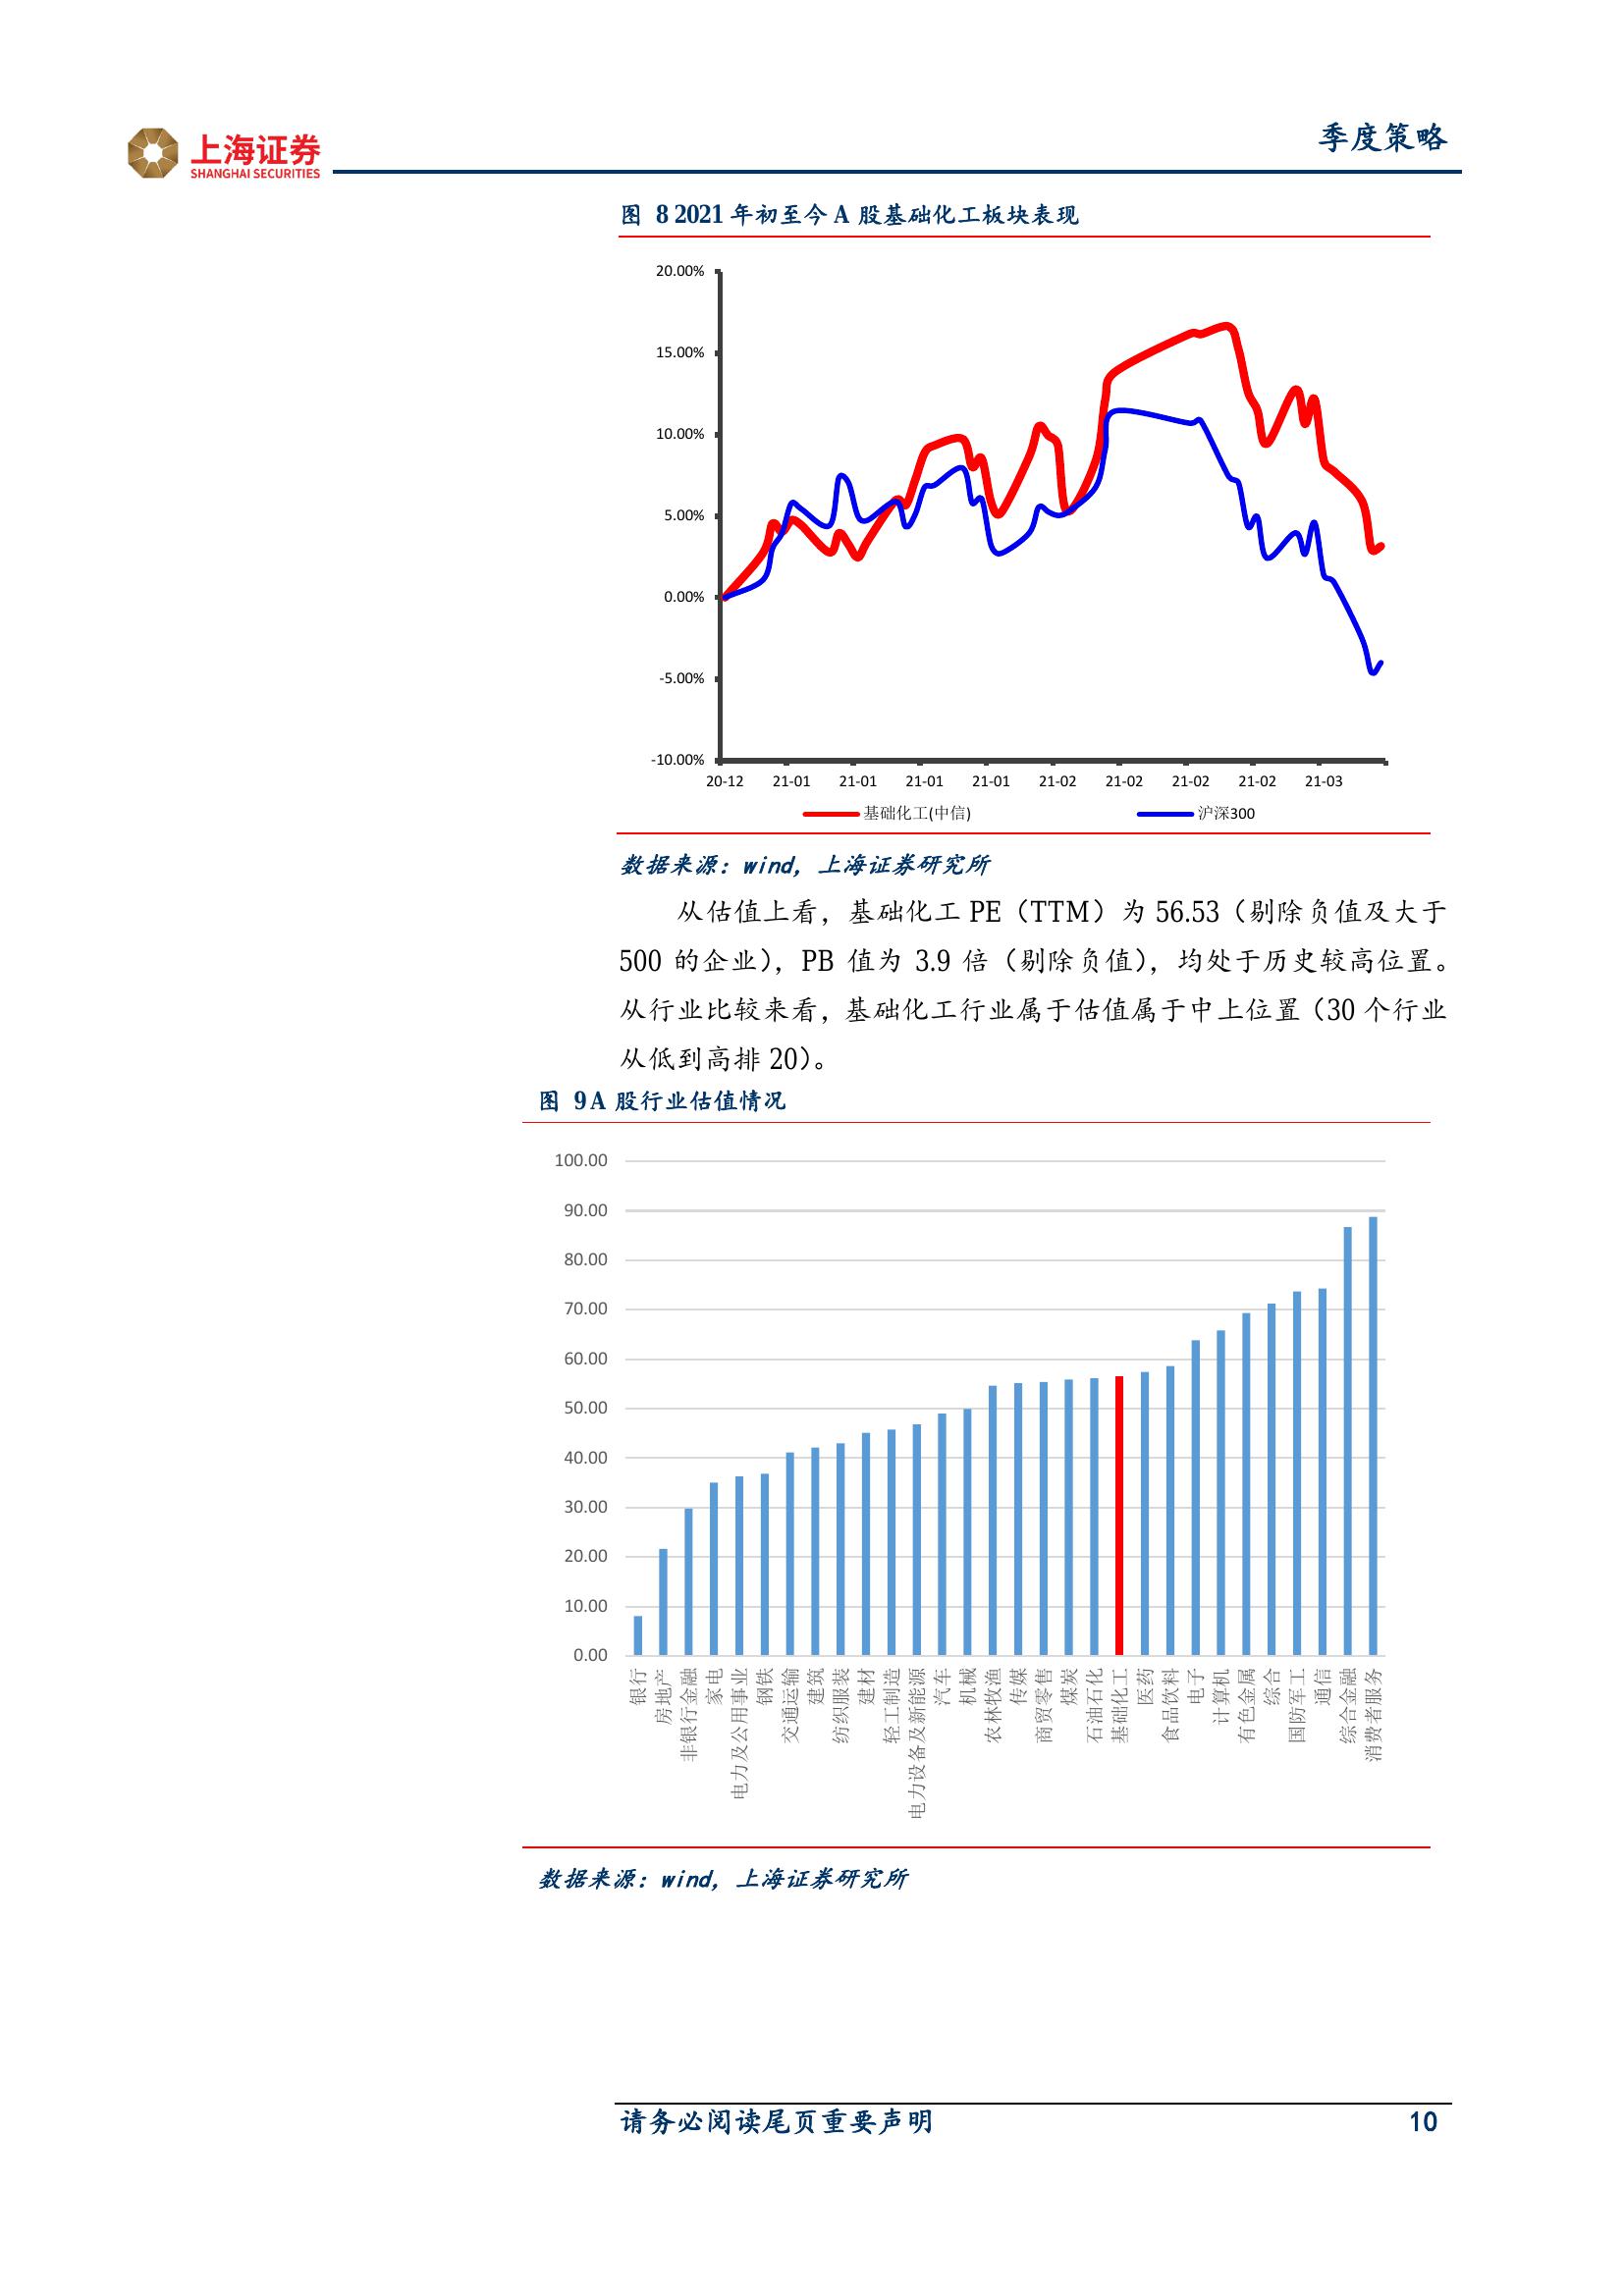 上海证券
SHANGHAI SECURITIES
季度策略
图 8 2021 年初至今 A 股基础化工板块表现
20.00%
15.00%
10.00%
5.00%
0.00%
-5.00%
-10.00%
20-12 21-01 21-01 21-01 21-01 21-02 21-02 21-02 21-02 21-03
基础化工(中信) 沪深300
数据来源：wind，上海证券研究所
从估值上看，基础化工 PE（TTM）为 56.53（剔除负值及大于
500 的企业），PB 值为 3.9 倍（剔除负值），均处于历史较高位置。
从行业比较来看，基础化工行业属于估值属于中上位置（30 个行业
从低到高排 20）。
图 9 A 股行业估值情况
100.00
90.00
80.00
70.00
60.00
50.00
40.00
30.00
20.00
10.00
0.00
银行
房地产
非银行金融
家电
电力及公用事业
钢铁
交通运输
建筑
纺织服装
建材
轻工制造
电力设备及新能源
汽车
机械
农林牧渔
传媒
商贸零售
煤炭
石油石化
基础化工
医药
食品饮料
电子
计算机
有色金属
综合
国防军工
通信
综合金融
消费者服务
数据来源：wind，上海证券研究所
请务必阅读尾页重要声明 10